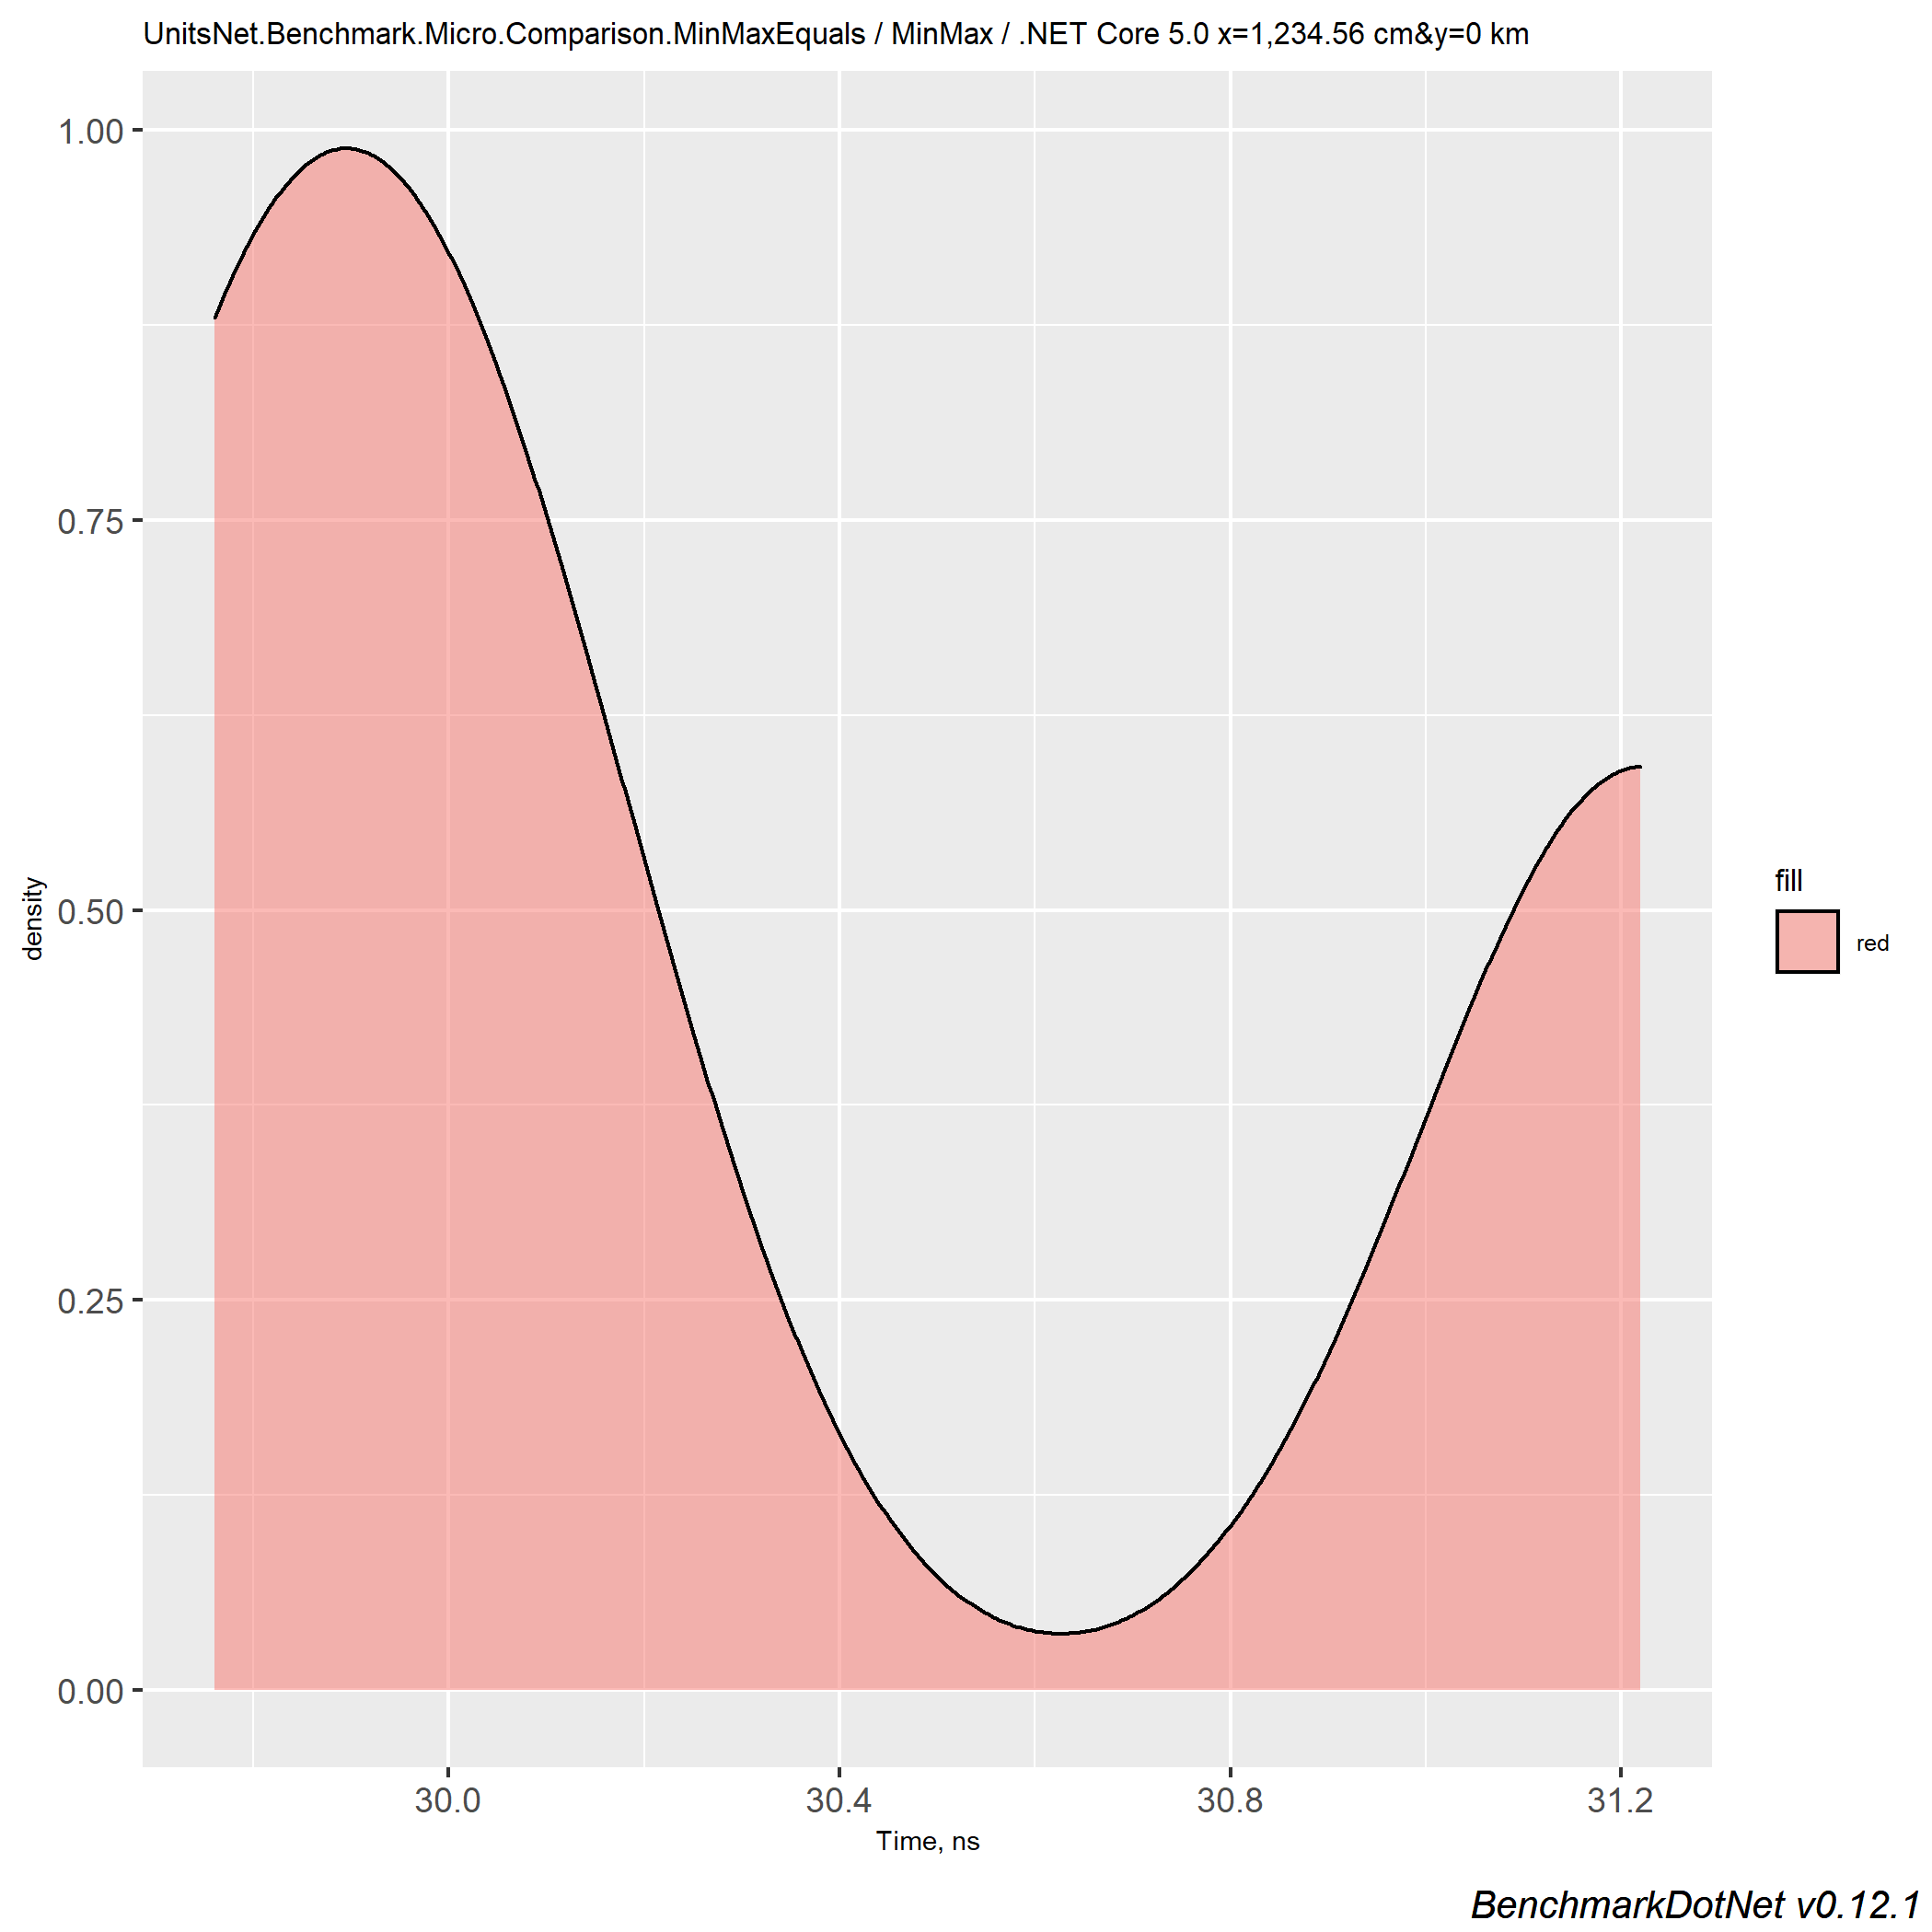 UnitsNet.Benchmark.Micro.Comparison.MinMaxEquals / MinMax / .NET Core 5.0 x=1,234.56 cm&y=0 km
1.00
0.75
0.50
0.25
0.00
density
30.0 30.4 30.8 31.2
Time, ns
fill
red
BenchmarkDotNet v0.12.1